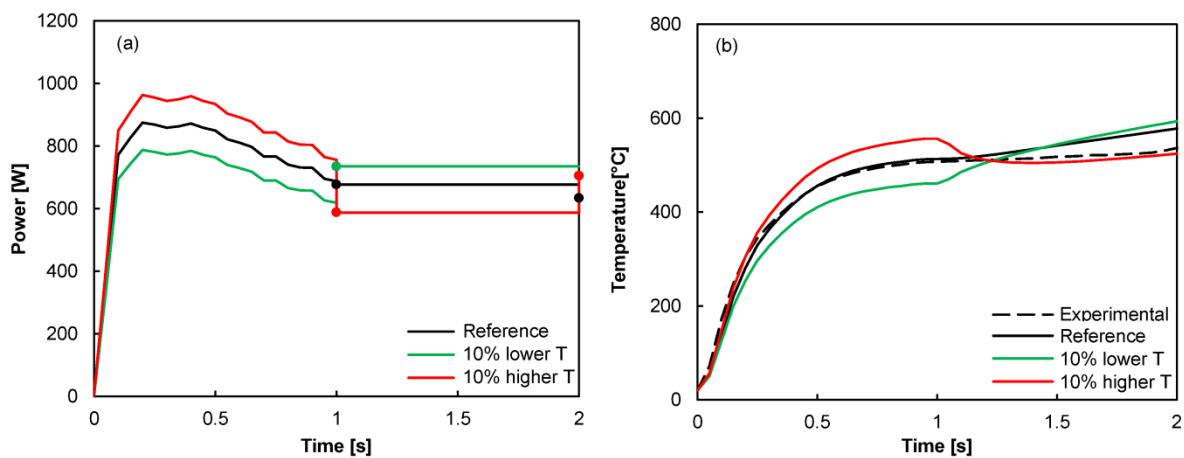 (a)
1200
1000
800
600
400
200
0
Power [W]
Reference
10% lower T
10% higher T
0
0.5
1
1.5
2
Time [s]
(b)
800
600
400
200
0
Temperature[°C]
Experimental
Reference
10% lower T
10% higher T
0
0.5
1
1.5
2
Time [s]